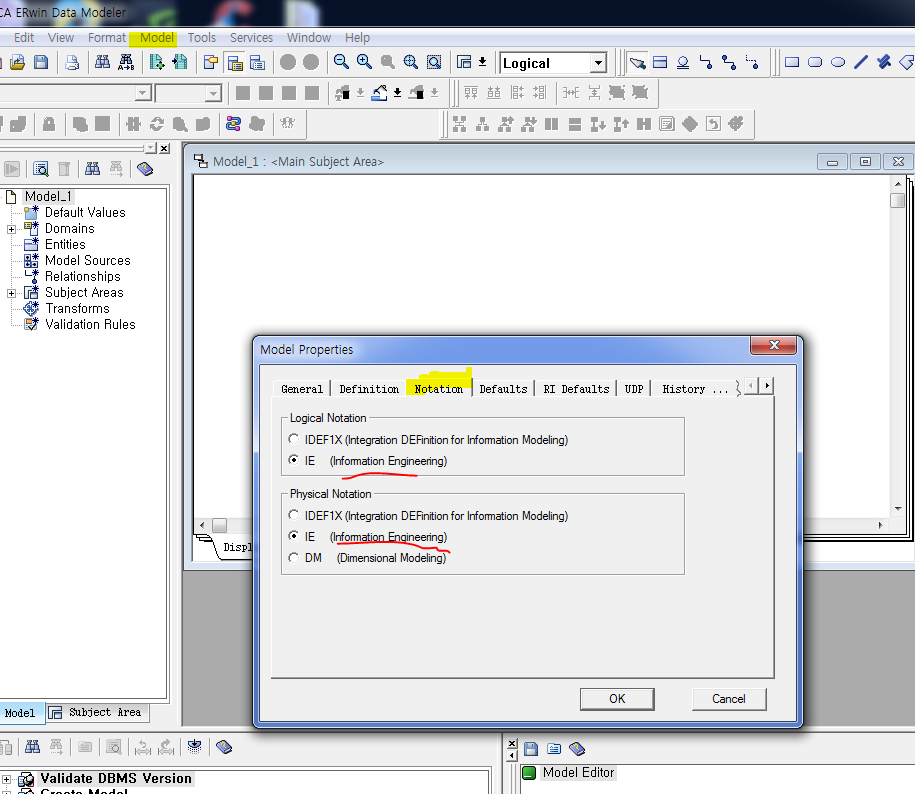 CA ERwin Data Modeler
Edit View Format Model Tools Services Window Help
Logical
Model_1 : <Main Subject Area>
Model_1
Default Values
Domains
Entities
Model Sources
Relationships
Subject Areas
Transforms
Validation Rules
Model Properties
General Definition Notation Defaults RI Defaults UDP History ...
Logical Notation
IDEF1X (Integration DEFinition for Information Modeling)
IE (Information Engineering)
Physical Notation
IDEF1X (Integration DEFinition for Information Modeling)
IE (Information Engineering)
DM (Dimensional Modeling)
Displ
OK Cancel
Model Subject Area
Validate DBMS Version
Create Model
Model Editor